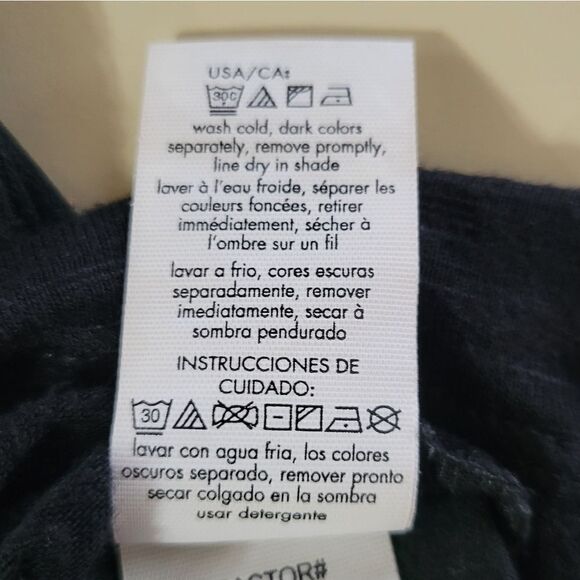 USA/CA:
30C
wash cold, dark colors
separately, remove promptly,
line dry in shade
laver à l'eau froide, séparer les
couleurs foncées, retirer
immédiatement, sécher à
l'ombre sur un fil
lavar a frio, cores escuras
separadamente, remover
imediatamente, secar à
sombra pendurado
INSTRUCCIONES DE
CUIDADO:
30
lavar con agua fria, los colores
oscuros separado, remover pronto
secar colgado en la sombra
usar detergente